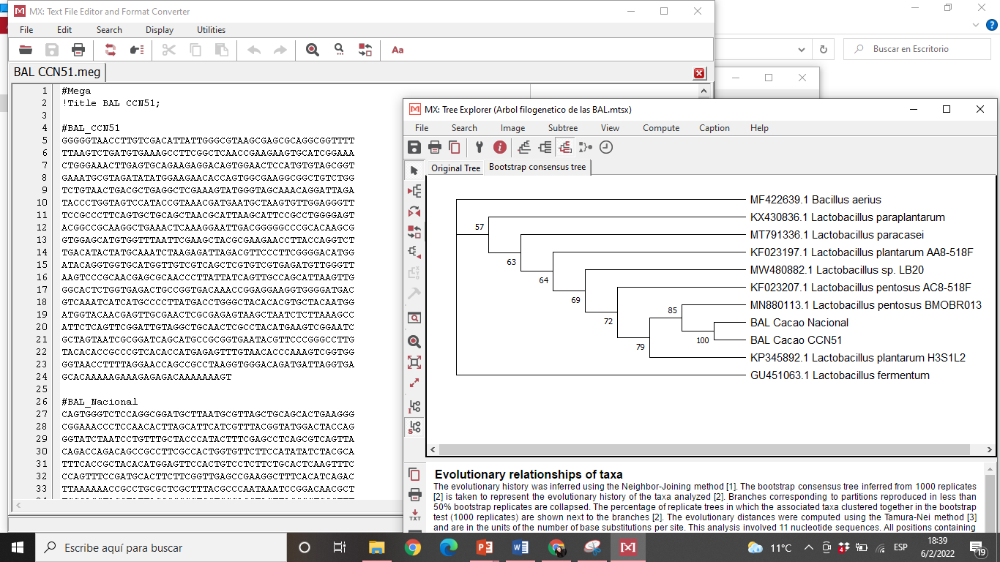 MX: Text File Editor and Format Converter
File Edit Search Display Utilities
Aa
BAL CCN51.meg
1 #Mega
2 !Title BAL CCN51;
3
4 #BAL_CCN51
5 GGGGGTAACCTTGTCGACATTATTGGGCGTAAGCGAGCGCAGGCGGTTTT
6 TTAAGTCTGATGTGAAAGCCTTCGGCTCAACCGAAGAAGTGCATCGGAAA
7 CTGGGAAACTTGAGTGCAGAAGAGGACAGTGGAACTCCATGTGTAGCGGT
8 GAAATGCGTAGATATATGGAAGAACACCAGTGGCGAAGGCGGCTGTCTGG
9 TCTGTAACTGACGCTGAGGCTCGAAAGTATGGGTAGCAAACAGGATTAGA
10 TACCCTGGTAGTCCATACCGTAAACGATGAATGCTAAGTGTTGGAGGGTT
11 TCCGCCCTTCAGTGCTGCAGCTAACGCATTAAGCATTCCGCCTGGGGAGT
12 ACGGCCGCAAGGCTGAAACTCAAAGGAATTGACGGGGGCCCGCACAAGCG
13 GTGGAGCATGTGGTTTAATTCGAAGCTACGCGAAGAACCTTACCAGGTCT
14 TGACATACTATGCAAATCTAAGAGATTAGACGTTCCCTTCGGGGACATGG
15 ATACAGGTGGTGCATGGTTGTCGTCAGCTCGTGTCGTGAGATGTTGGGTT
16 AAGTCCCGCAACGAGCGCAACCCTTATTATCAGTTGCCAGCATTAAGTTG
17 GGCACTCTGGTGAGACTGCCGGTGACAAACCGGAGGAAGGTGGGGATGAC
18 GTCAAATCATCATGCCCCTTATGACCTGGGCTACACACGTGCTACAATGG
19 ATGGTACAACGAGTTGCGAACTCGCGAGAGTAAGCTAATCTCTTAAAGCC
20 ATTCTCAGTTCGGATTGTAGGCTGCAACTCGCCTACATGAAGTCGGAATC
21 GCTAGTAATCGCGGATCAGCATGCCGCGGTGAATACGTTCCCGGGCCTTG
22 TACACACCGCCCGTCACACCATGAGAGTTTGTAACACCCAAAGTCGGTGG
23 GGTAACCTTTTAGGAACCAGCCGCCTAAGGTGGGACAGATGATTAGGTGA
24 GCACAAAAAGAAAGAGAGACAAAAAAAGT
25
26 #BAL_Nacional
27 CAGTGGGTCTCCAGGCGGATGCTTAATGCGTTAGCTGCAGCACTGAAGGG
28 CGGAAACCCTCCAACACTTAGCATTCATCGTTTACGGTATGGACTACCAG
29 GGTATCTAATCCTGTTTGCTACCCATACTTTCGAGCCTCAGCGTCAGTTA
30 CAGACCAGACAGCCGCCTTCGCCACTGGTGTTCTTCCATATATCTACGCA
31 TTTCACCGCTACACATGGAGTTCCACTGTCCTCTTCTGCACTCAAGTTTC
32 CCAGTTTCCGATGCACTTCTTCGGTTGAGCCGAAGGCTTTCACATCAGAC
33 TTAAAAAACCGCCTGCGCTCGCTTTACGCCCAATAAATCCGGACAACGCT
Buscar en Escritorio
MX: Tree Explorer (Arbol filogenetico de las BAL.mtsx)
File Search Image Subtree View Compute Caption Help
Original Tree Bootstrap consensus tree
MF422639.1 Bacillus aerius
KX430836.1 Lactobacillus paraplantarum
57
MT791336.1 Lactobacillus paracasei
63
KF023197.1 Lactobacillus plantarum AA8-518F
64
MW480882.1 Lactobacillus sp. LB20
69
KF023207.1 Lactobacillus pentosus AC8-518F
72
MN880113.1 Lactobacillus pentosus BMOBR013
85
BAL Cacao Nacional
BAL Cacao CCN51
100
79
KP345892.1 Lactobacillus plantarum H3S1L2
GU451063.1 Lactobacillus fermentum
TXT
Evolutionary relationships of taxa
The evolutionary history was inferred using the Neighbor-Joining method [1]. The bootstrap consensus tree inferred from 1000 replicates
[2] is taken to represent the evolutionary history of the taxa analyzed [2]. Branches corresponding to partitions reproduced in less than
50% bootstrap replicates are collapsed. The percentage of replicate trees in which the associated taxa clustered together in the bootstrap
test (1000 replicates) are shown next to the branches [2]. The evolutionary distances were computed using the Tamura-Nei method [3]
and are in the units of the number of base substitutions per site. This analysis involved 11 nucleotide sequences. All positions containing
Escribe aquí para buscar
11°C
ESP
18:39
6/2/2022
19